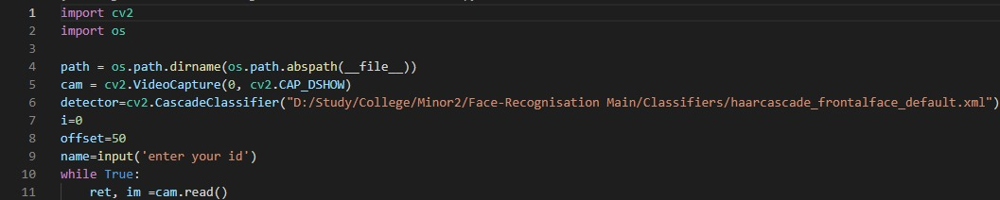 1 import cv2
2 import os
3
4 path = os.path.dirname(os.path.abspath(__file__))
5 cam = cv2.VideoCapture(0, cv2.CAP_DSHOW)
6 detector=cv2.CascadeClassifier("D:/Study/College/Minor2/Face-Recognisation Main/Classifiers/haarcascade_frontalface_default.xml")
7 i=0
8 offset=50
9 name=input('enter your id')
10 while True:
11     ret, im =cam.read()